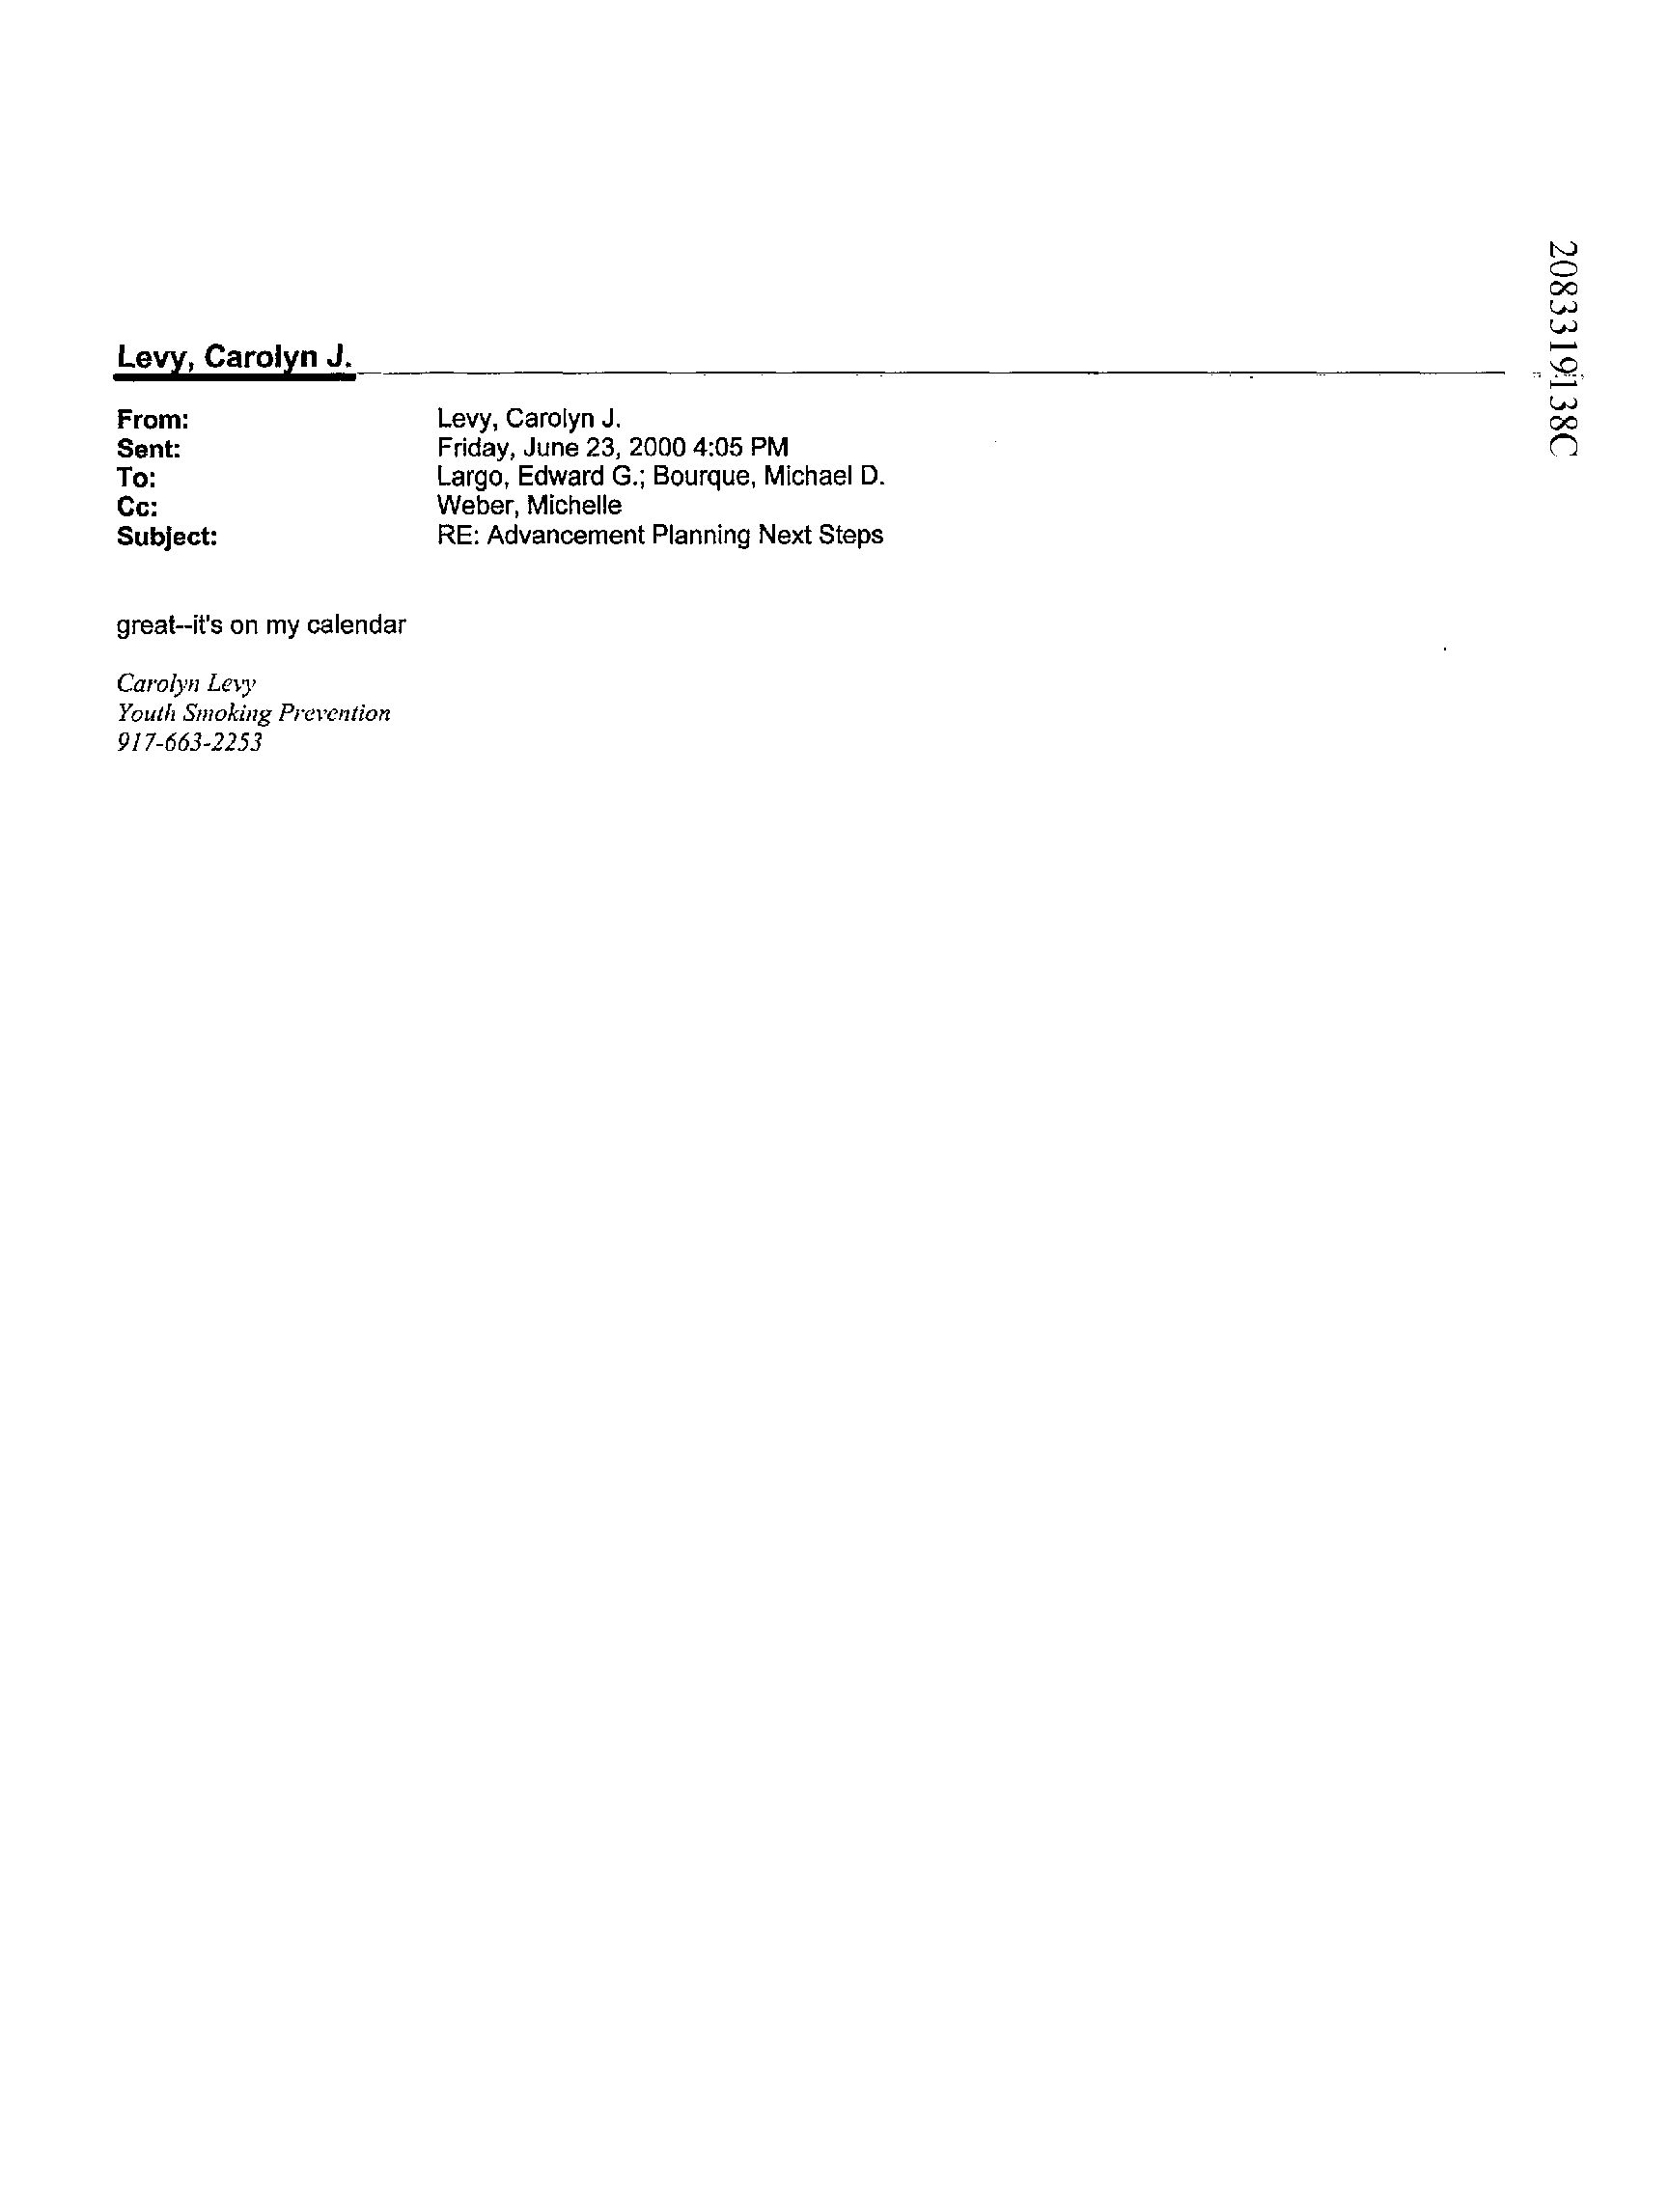 2083319138C
Levy, Carolyn J.
From: Levy, Carolyn J.
Sent: Friday, June 23, 2000 4:05 PM
To: Largo, Edward G.; Bourque, Michael D.
Cc: Weber, Michelle
Subject: RE: Advancement Planning Next Steps
great--it's on my calendar
Carolyn Levy
Youth Smoking Prevention
917-663-2253